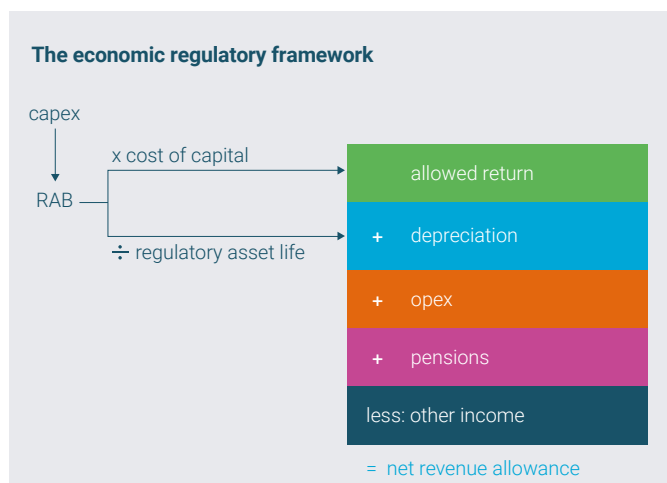 The economic regulatory framework
capex
x cost of capital
RAB
÷ regulatory asset life
allowed return
+ depreciation
+ opex
+ pensions
less: other income
= net revenue allowance